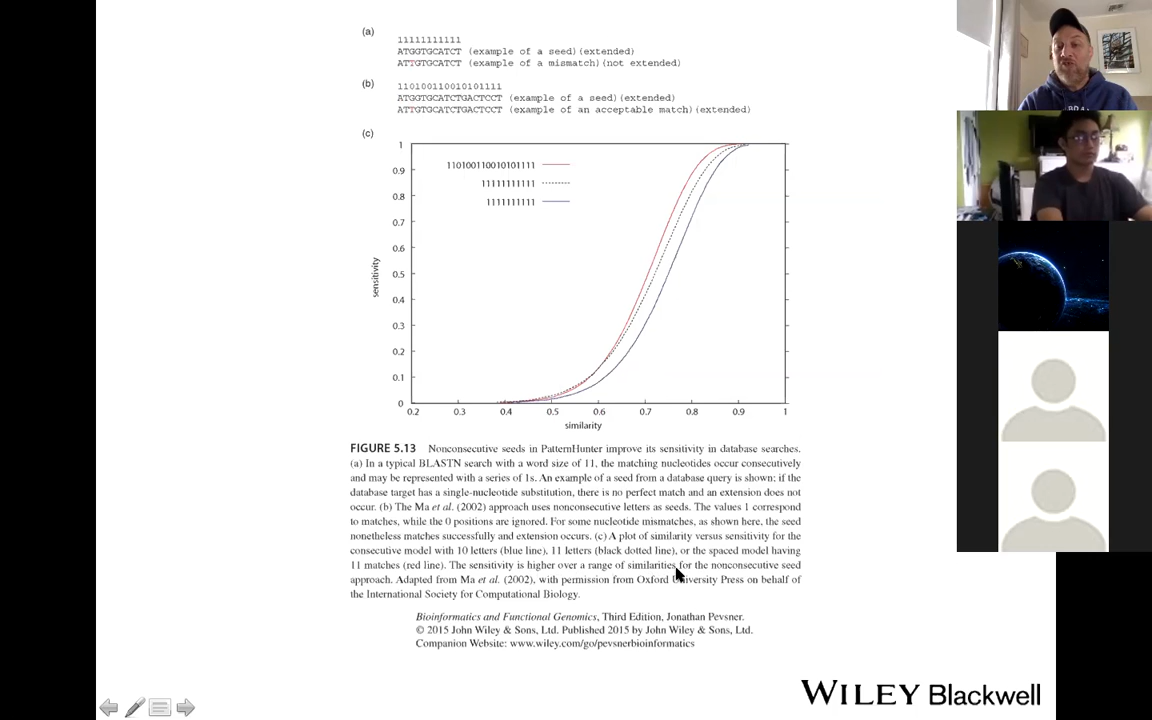 (a)
11111111111
ATGGTGCATCT (example of a seed)(extended)
ATTGTGCATCT (example of a mismatch)(not extended)
(b)
110100110010101111
ATGGTGCATCTGACTCCT (example of a seed)(extended)
ATTGTGCATCTGACTCCT (example of an acceptable match)(extended)
(c)
1
0.9
0.8
0.7
0.6
0.5
0.4
0.3
0.2
0.1
0
sensitivity
110100110010101111
11111111111
1111111111
0.2 0.3 0.4 0.5 0.6 0.7 0.8 0.9 1
similarity
FIGURE 5.13 Nonconsecutive seeds in PatternHunter improve its sensitivity in database searches.
(a) In a typical BLASTN search with a word size of 11, the matching nucleotides occur consecutively
and may be represented with a series of 1s. An example of a seed from a database query is shown; if the
database target has a single-nucleotide substitution, there is no perfect match and an extension does not
occur. (b) The Ma et al. (2002) approach uses nonconsecutive letters as seeds. The values 1 correspond
to matches, while the 0 positions are ignored. For some nucleotide mismatches, as shown here, the seed
nonetheless matches successfully and extension occurs. (c) A plot of similarity versus sensitivity for the
consecutive model with 10 letters (blue line), 11 letters (black dotted line), or the spaced model having
11 matches (red line). The sensitivity is higher over a range of similarities for the nonconsecutive seed
approach. Adapted from Ma et al. (2002), with permission from Oxford University Press on behalf of
the International Society for Computational Biology.
Bioinformatics and Functional Genomics, Third Edition, Jonathan Pevsner.
© 2015 John Wiley & Sons, Ltd. Published 2015 by John Wiley & Sons, Ltd.
Companion Website: www.wiley.com/go/pevsnerbioinformatics
WILEY Blackwell